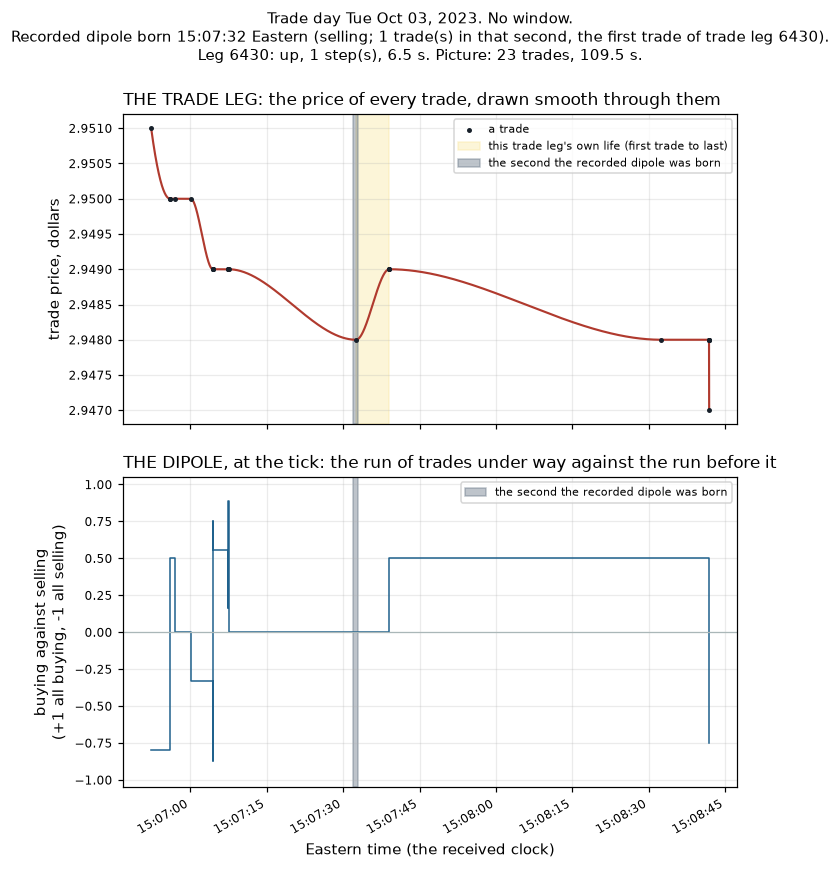 Trade day Tue Oct 03, 2023. No window.
Recorded dipole born 15:07:32 Eastern (selling; 1 trade(s) in that second, the first trade of trade leg 6430).
Leg 6430: up, 1 step(s), 6.5 s. Picture: 23 trades, 109.5 s.
THE TRADE LEG: the price of every trade, drawn smooth through them
a trade
this trade leg's own life (first trade to last)
the second the recorded dipole was born
trade price, dollars
2.9510
2.9505
2.9500
2.9495
2.9490
2.9485
2.9480
2.9475
2.9470
THE DIPOLE, at the tick: the run of trades under way against the run before it
the second the recorded dipole was born
buying against selling
(+1 all buying, -1 all selling)
1.00
0.75
0.50
0.25
0.00
−0.25
−0.50
−0.75
−1.00
15:07:00
15:07:15
15:07:30
15:07:45
15:08:00
15:08:15
15:08:30
15:08:45
Eastern time (the received clock)